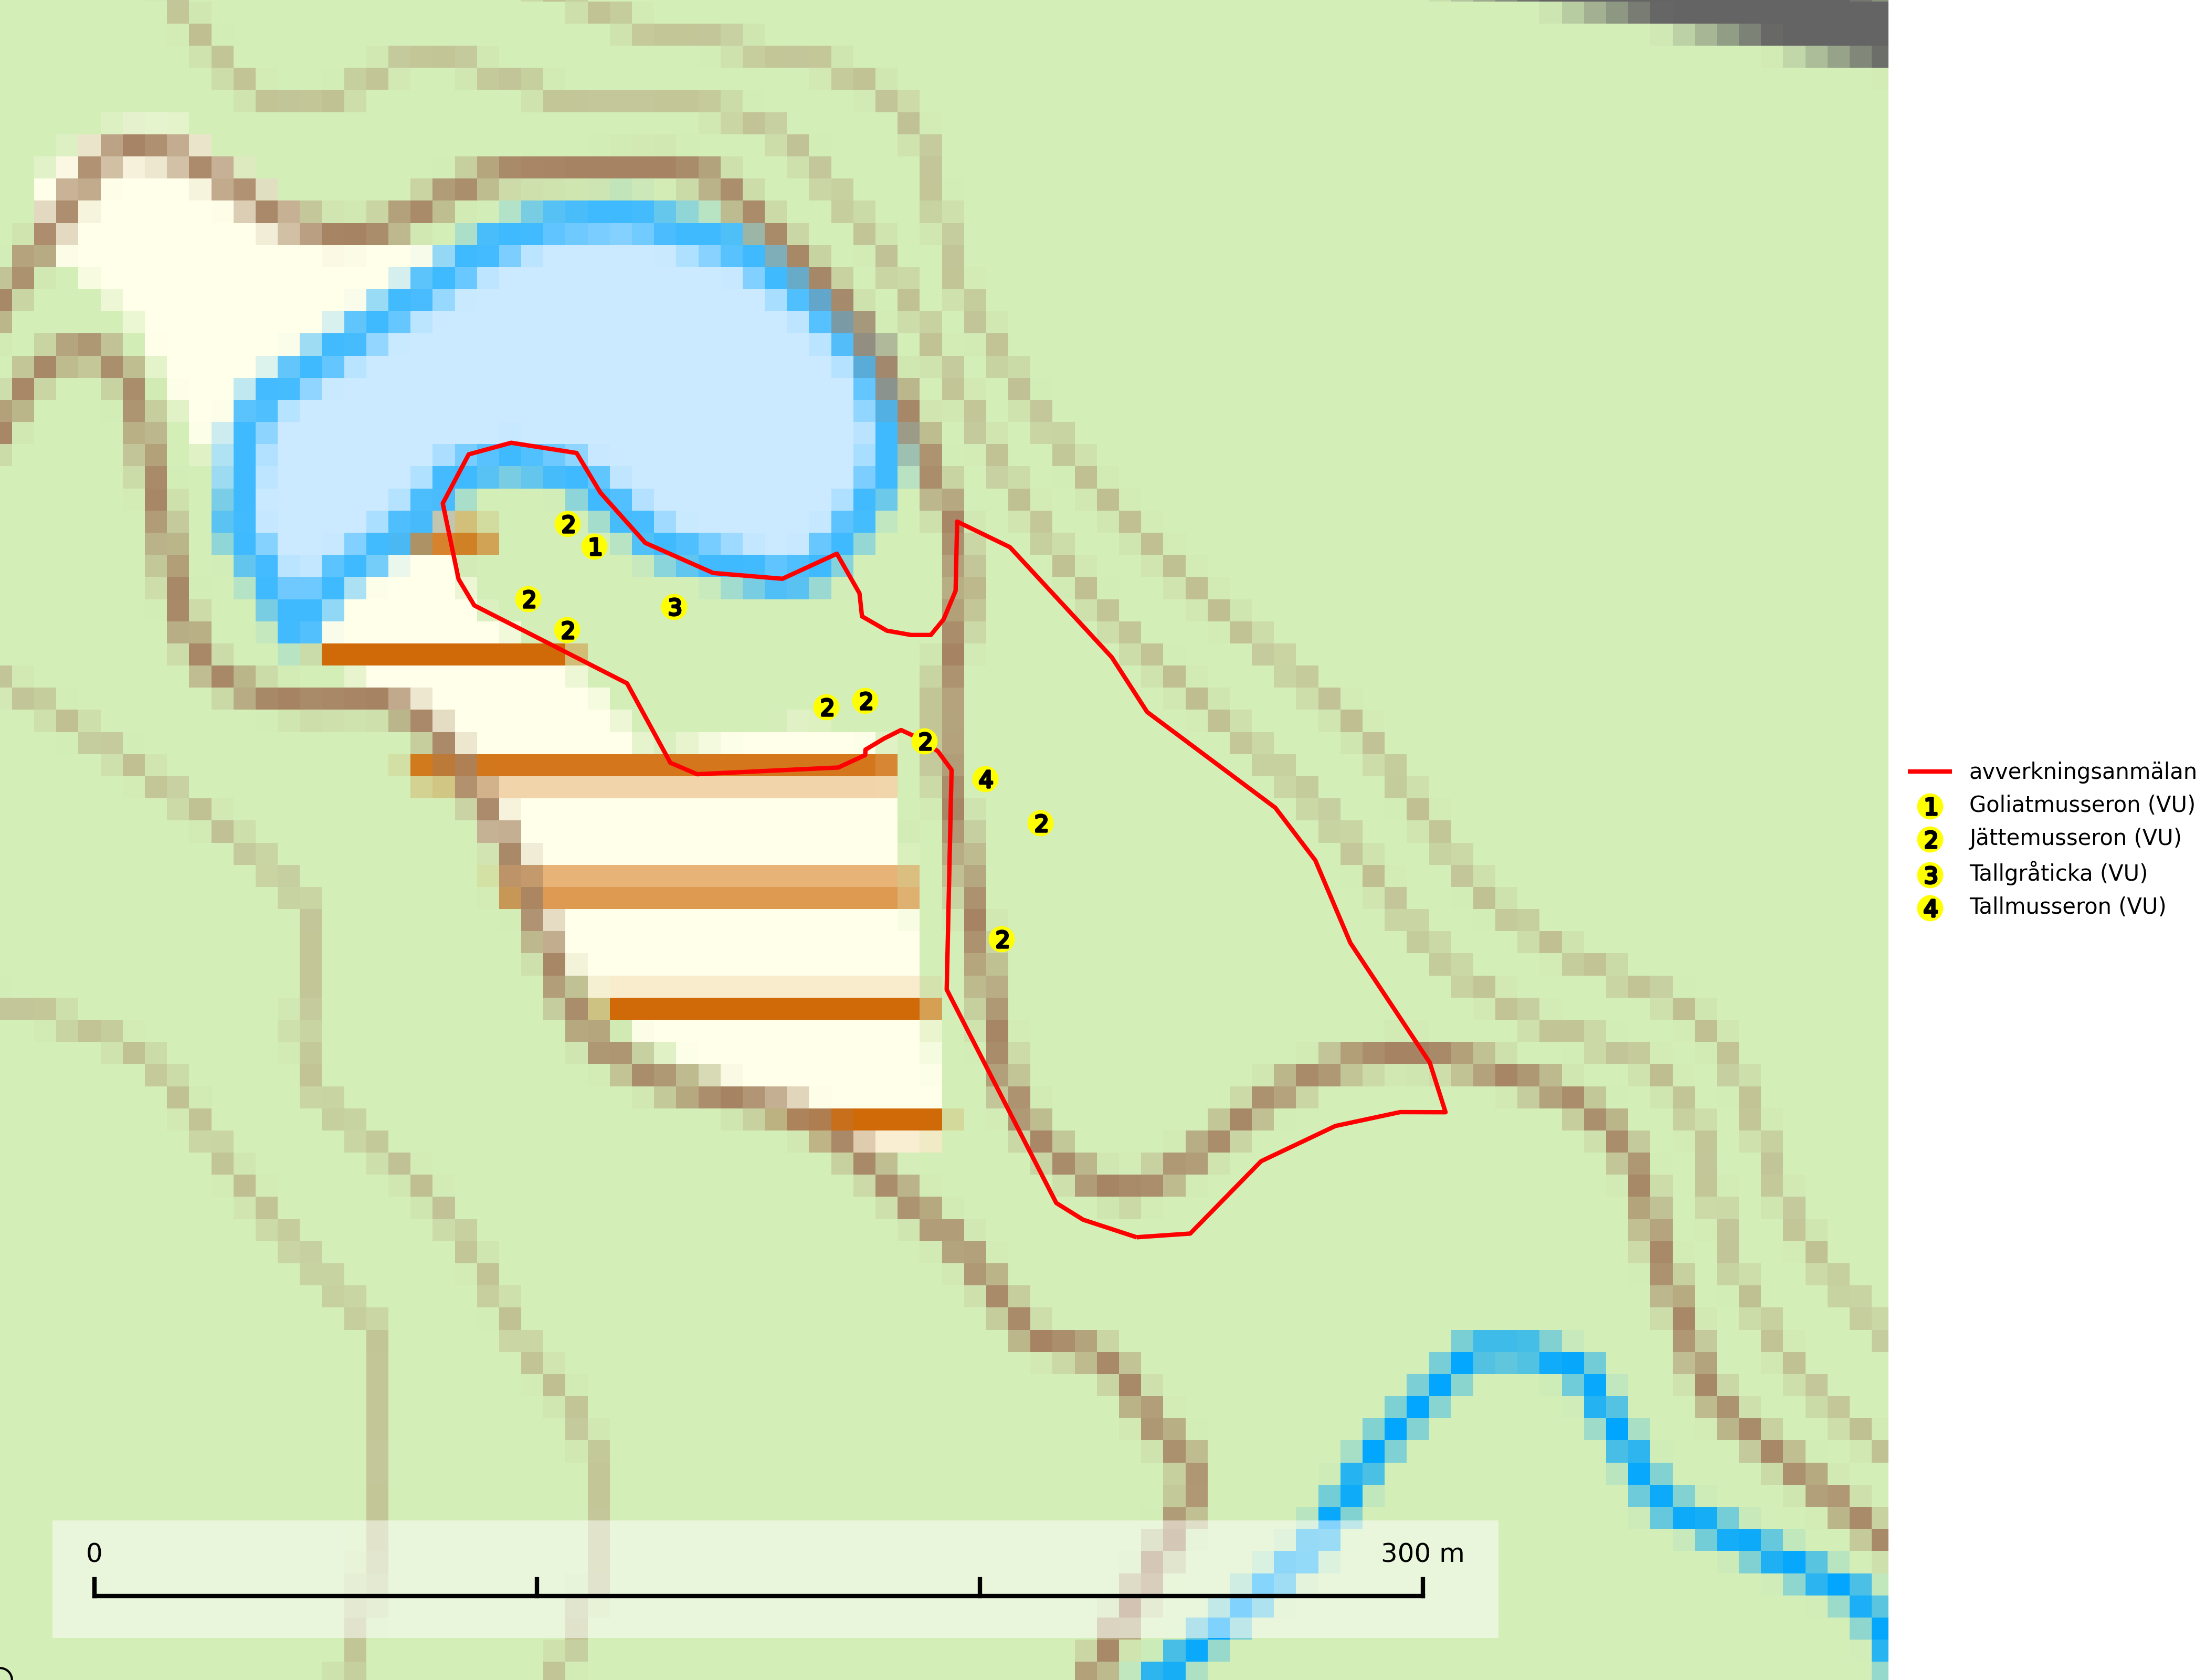 2
1
2
3
2
2
2
2
4
2
2
avverkningsanmälan
1 Goliatmusseron (VU)
2 Jättemusseron (VU)
3 Tallgråticka (VU)
4 Tallmusseron (VU)
0 300 m